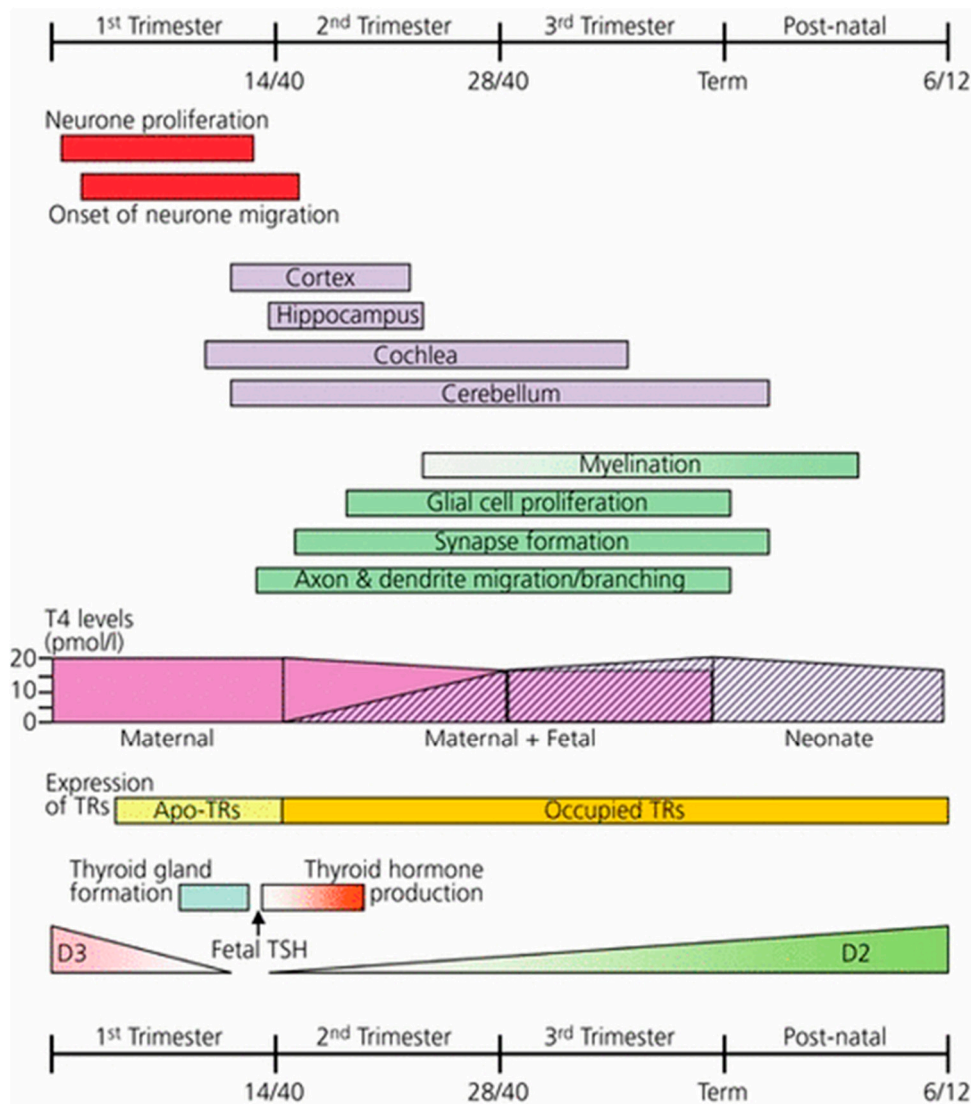 1st Trimester 2nd Trimester 3rd Trimester Post-natal
14/40 28/40 Term 6/12
Neurone proliferation
Onset of neurone migration
Cortex
Hippocampus
Cochlea
Cerebellum
Myelination
Glial cell proliferation
Synapse formation
Axon & dendrite migration/branching
T4 levels
(pmol/l)
20
10
0
Maternal Maternal + Fetal Neonate
Expression
of TRs Apo-TRs Occupied TRs
Thyroid gland Thyroid hormone
formation production
Fetal TSH
D3 D2
1st Trimester 2nd Trimester 3rd Trimester Post-natal
14/40 28/40 Term 6/12